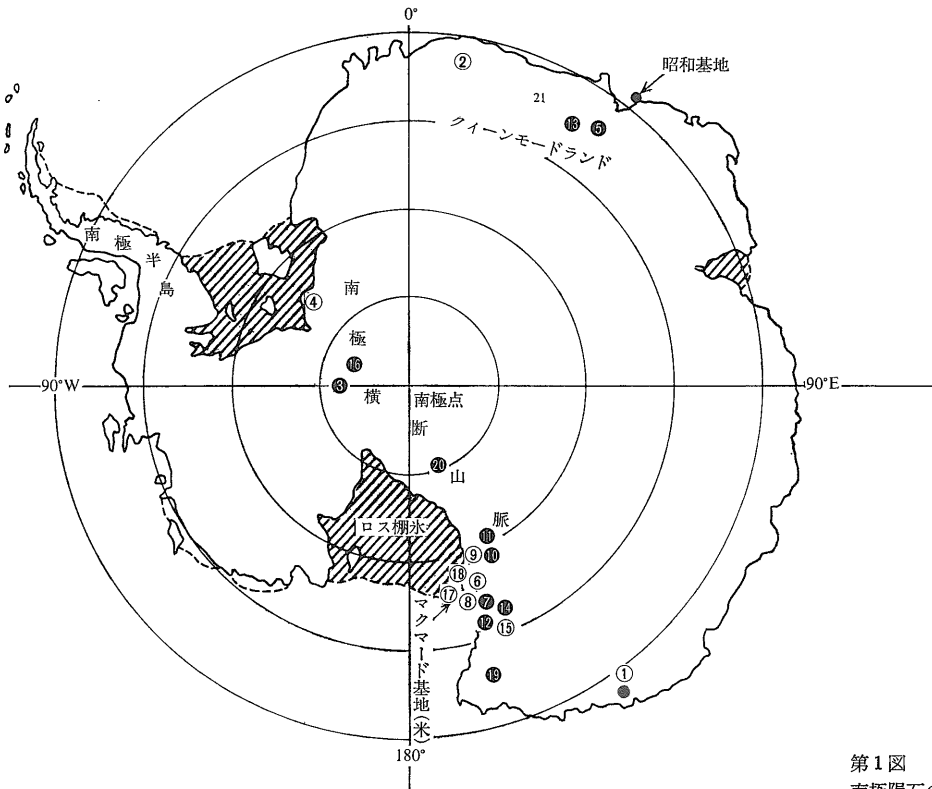 0°
②
昭和基地
21
⑬ ⑤
クィーンモードランド
南極半島
④
南極横断山脈
⑯
③
90°W
南極点
90°E
⑳
ロス棚氷
⑪
⑨ ⑩
⑱ ⑥
⑰ ⑧ ⑦ ⑭
⑫ ⑮
マクマード基地(米)
⑲
①
180°
第1図